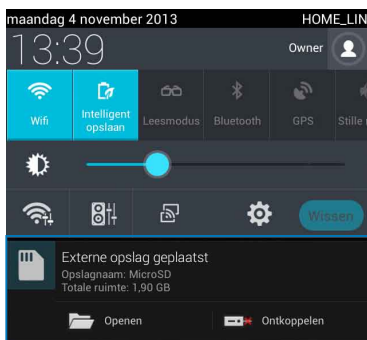 maandag 4 november 2013 HOME_LIN
13:39 Owner
Wifi Intelligent opslaan Leesmodus Bluetooth GPS Stille
Wissen
Externe opslag geplaatst
Opslagnaam: MicroSD
Totale ruimte: 1,90 GB
Openen Ontkoppelen